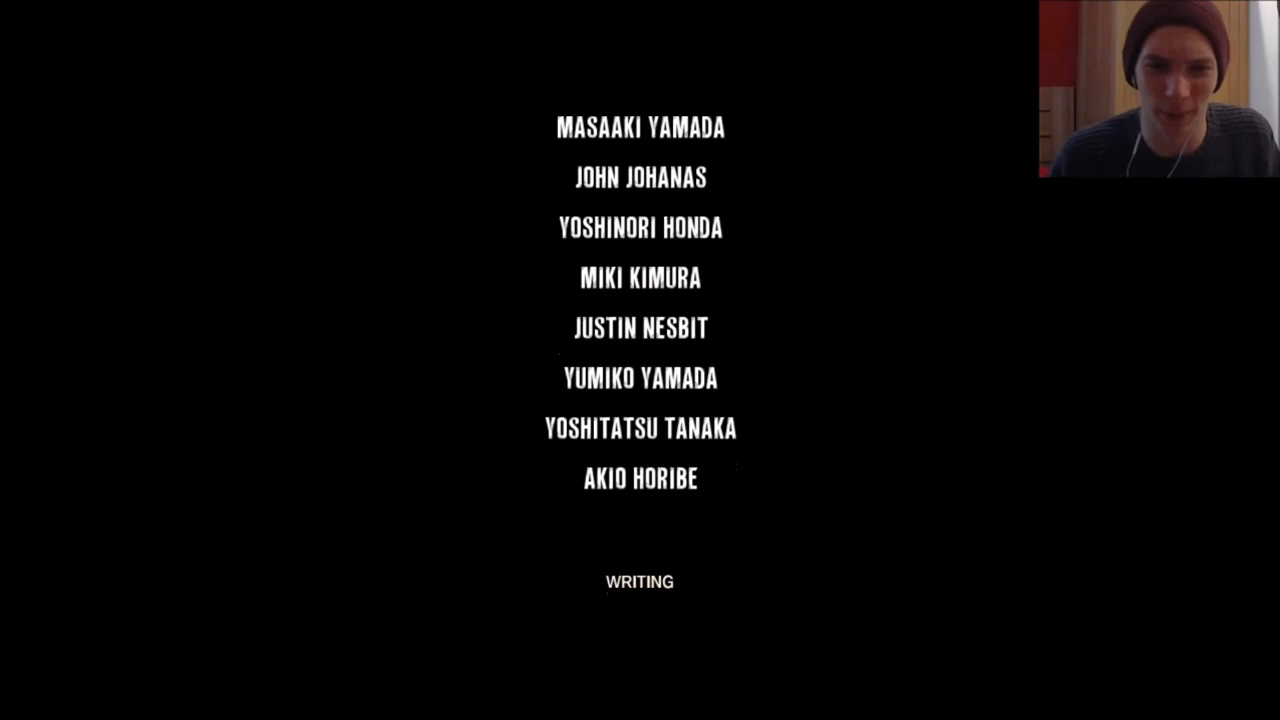 MASAAKI YAMADA
JOHN JOHANAS
YOSHINORI HONDA
MIKI KIMURA
JUSTIN NESBIT
YUMIKO YAMADA
YOSHITATSU TANAKA
AKIO HORIBE
WRITING